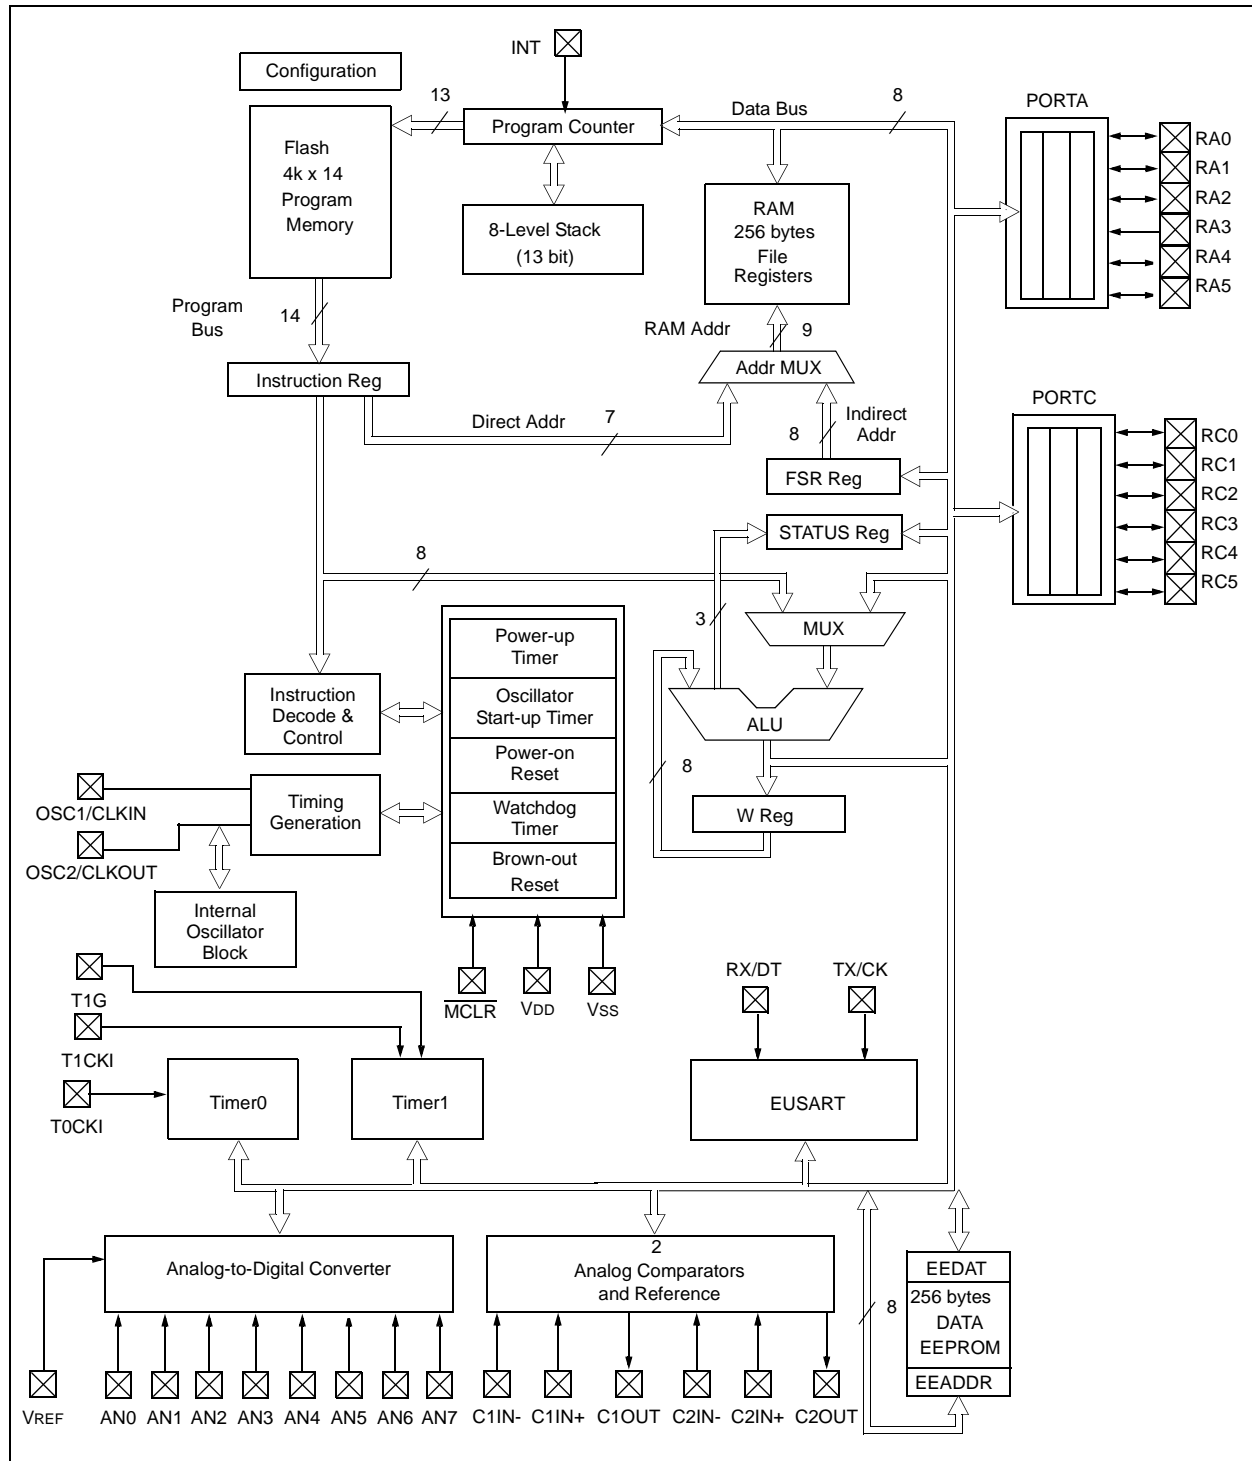 INT
Configuration
13
Data Bus
8
PORTA
Program Counter
Flash
4k x 14
Program
Memory
8-Level Stack
(13 bit)
RAM
256 bytes
File
Registers
RA0
RA1
RA2
RA3
RA4
RA5
Program
Bus
14
RAM Addr
9
Addr MUX
Instruction Reg
Direct Addr
7
8
Indirect
Addr
PORTC
FSR Reg
STATUS Reg
RC0
RC1
RC2
RC3
RC4
RC5
8
3
MUX
Power-up
Timer
Oscillator
Start-up Timer
Power-on
Reset
Watchdog
Timer
Brown-out
Reset
Instruction
Decode &
Control
ALU
8
W Reg
OSC1/CLKIN
Timing
Generation
OSC2/CLKOUT
Internal
Oscillator
Block
T1G
MCLR
VDD
VSS
RX/DT
TX/CK
T1CKI
T0CKI
Timer0
Timer1
EUSART
Analog-to-Digital Converter
2
Analog Comparators
and Reference
EEDAT
256 bytes
DATA
EEPROM
EEADDR
8
VREF
AN0
AN1
AN2
AN3
AN4
AN5
AN6
AN7
C1IN-
C1IN+
C1OUT
C2IN-
C2IN+
C2OUT